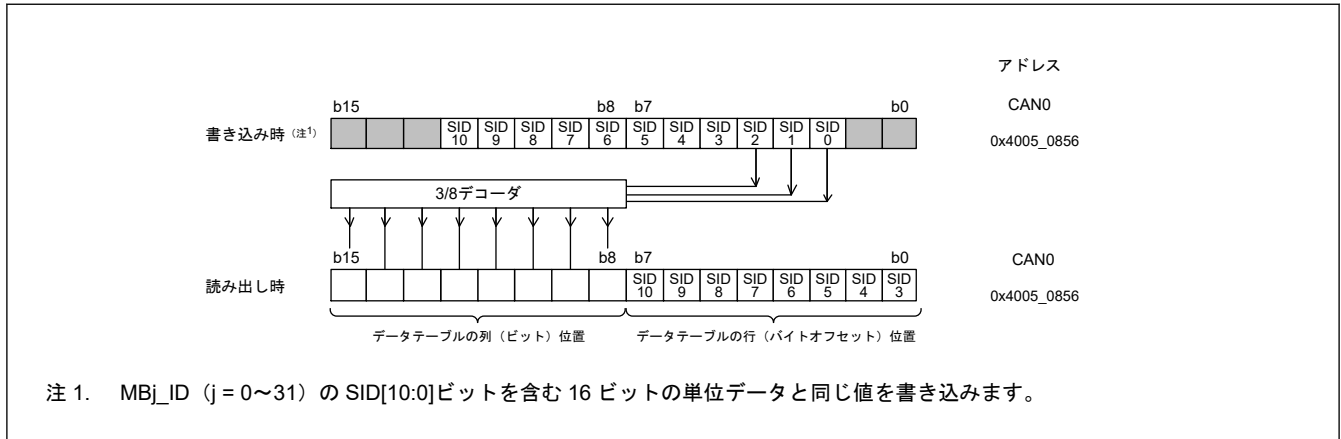 アドレス
b15 b8 b7 b0 CAN0
書き込み時（注1） SID 10 SID 9 SID 8 SID 7 SID 6 SID 5 SID 4 SID 3 SID 2 SID 1 SID 0 0x4005_0856
3/8デコーダ
b15 b8 b7 b0 CAN0
読み出し時 SID 10 SID 9 SID 8 SID 7 SID 6 SID 5 SID 4 SID 3 0x4005_0856
データテーブルの列（ビット）位置 データテーブルの行（バイトオフセット）位置
注 1. MBj_ID（j = 0～31）の SID[10:0]ビットを含む 16 ビットの単位データと同じ値を書き込みます。